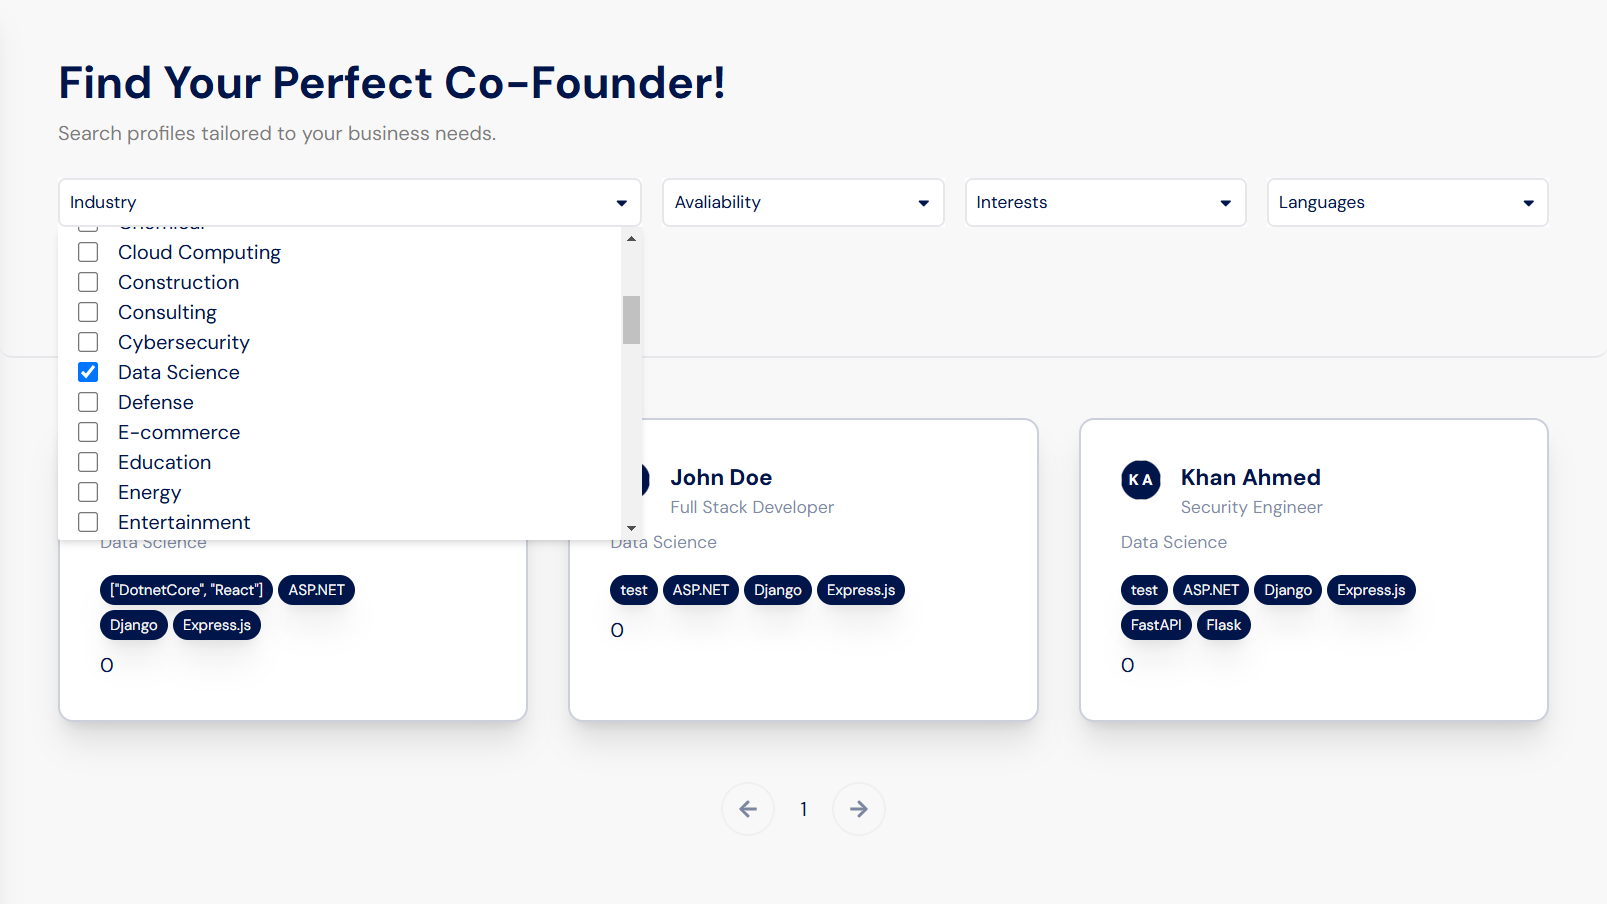 Find Your Perfect Co-Founder!
Search profiles tailored to your business needs.
Industry
Avaliability
Interests
Languages
Chemical
Cloud Computing
Construction
Consulting
Cybersecurity
Data Science
Defense
E-commerce
Education
Energy
Entertainment
Data Science
["DotnetCore", "React"] ASP.NET
Django Express.js
0
John Doe
Full Stack Developer
Data Science
test ASP.NET Django Express.js
0
K A
Khan Ahmed
Security Engineer
Data Science
test ASP.NET Django Express.js
FastAPI Flask
0
1